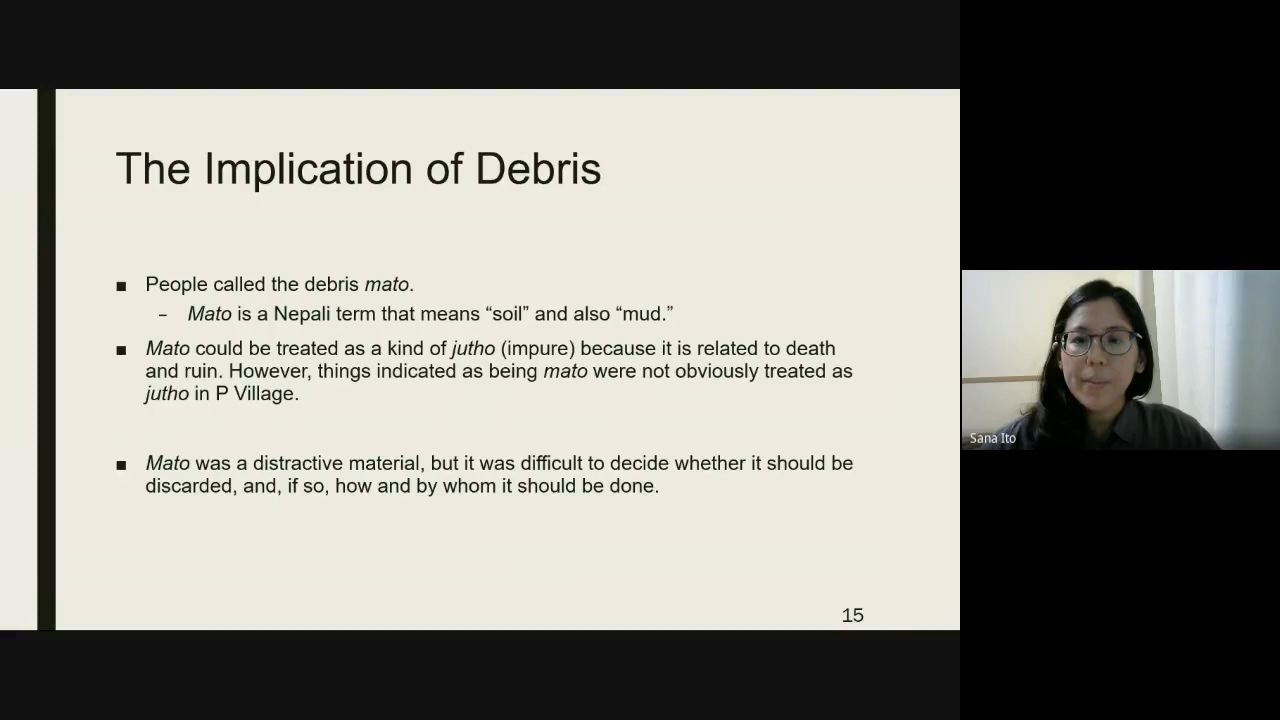 The Implication of Debris
■ People called the debris mato.
– Mato is a Nepali term that means “soil” and also “mud.”
■ Mato could be treated as a kind of jutho (impure) because it is related to death
and ruin. However, things indicated as being mato were not obviously treated as
jutho in P Village.
■ Mato was a distractive material, but it was difficult to decide whether it should be
discarded, and, if so, how and by whom it should be done.
15
Sana Ito